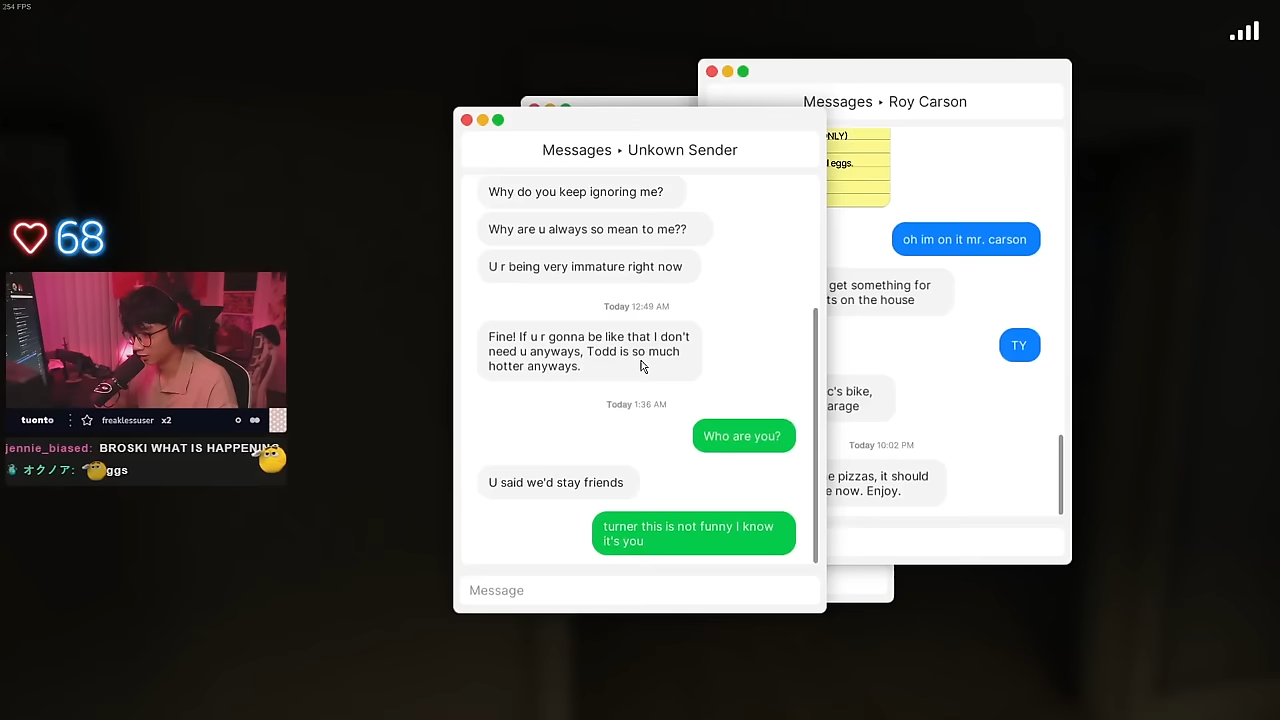 254 FPS
Messages ‣ Roy Carson
NLY)
eggs.
oh im on it mr. carson
get something for
ts on the house
TY
c's bike,
arage
Today 10:02 PM
e pizzas, it should
e now. Enjoy.
Messages ‣ Unkown Sender
Why do you keep ignoring me?
Why are u always so mean to me??
U r being very immature right now
Today 12:49 AM
Fine! If u r gonna be like that I don't
need u anyways, Todd is so much
hotter anyways.
Today 1:36 AM
Who are you?
U said we'd stay friends
turner this is not funny I know
it's you
Message
68
tuonto
freaklessuser x2
jennie_biased: BROSKI WHAT IS HAPPENING
オクノア: ggs